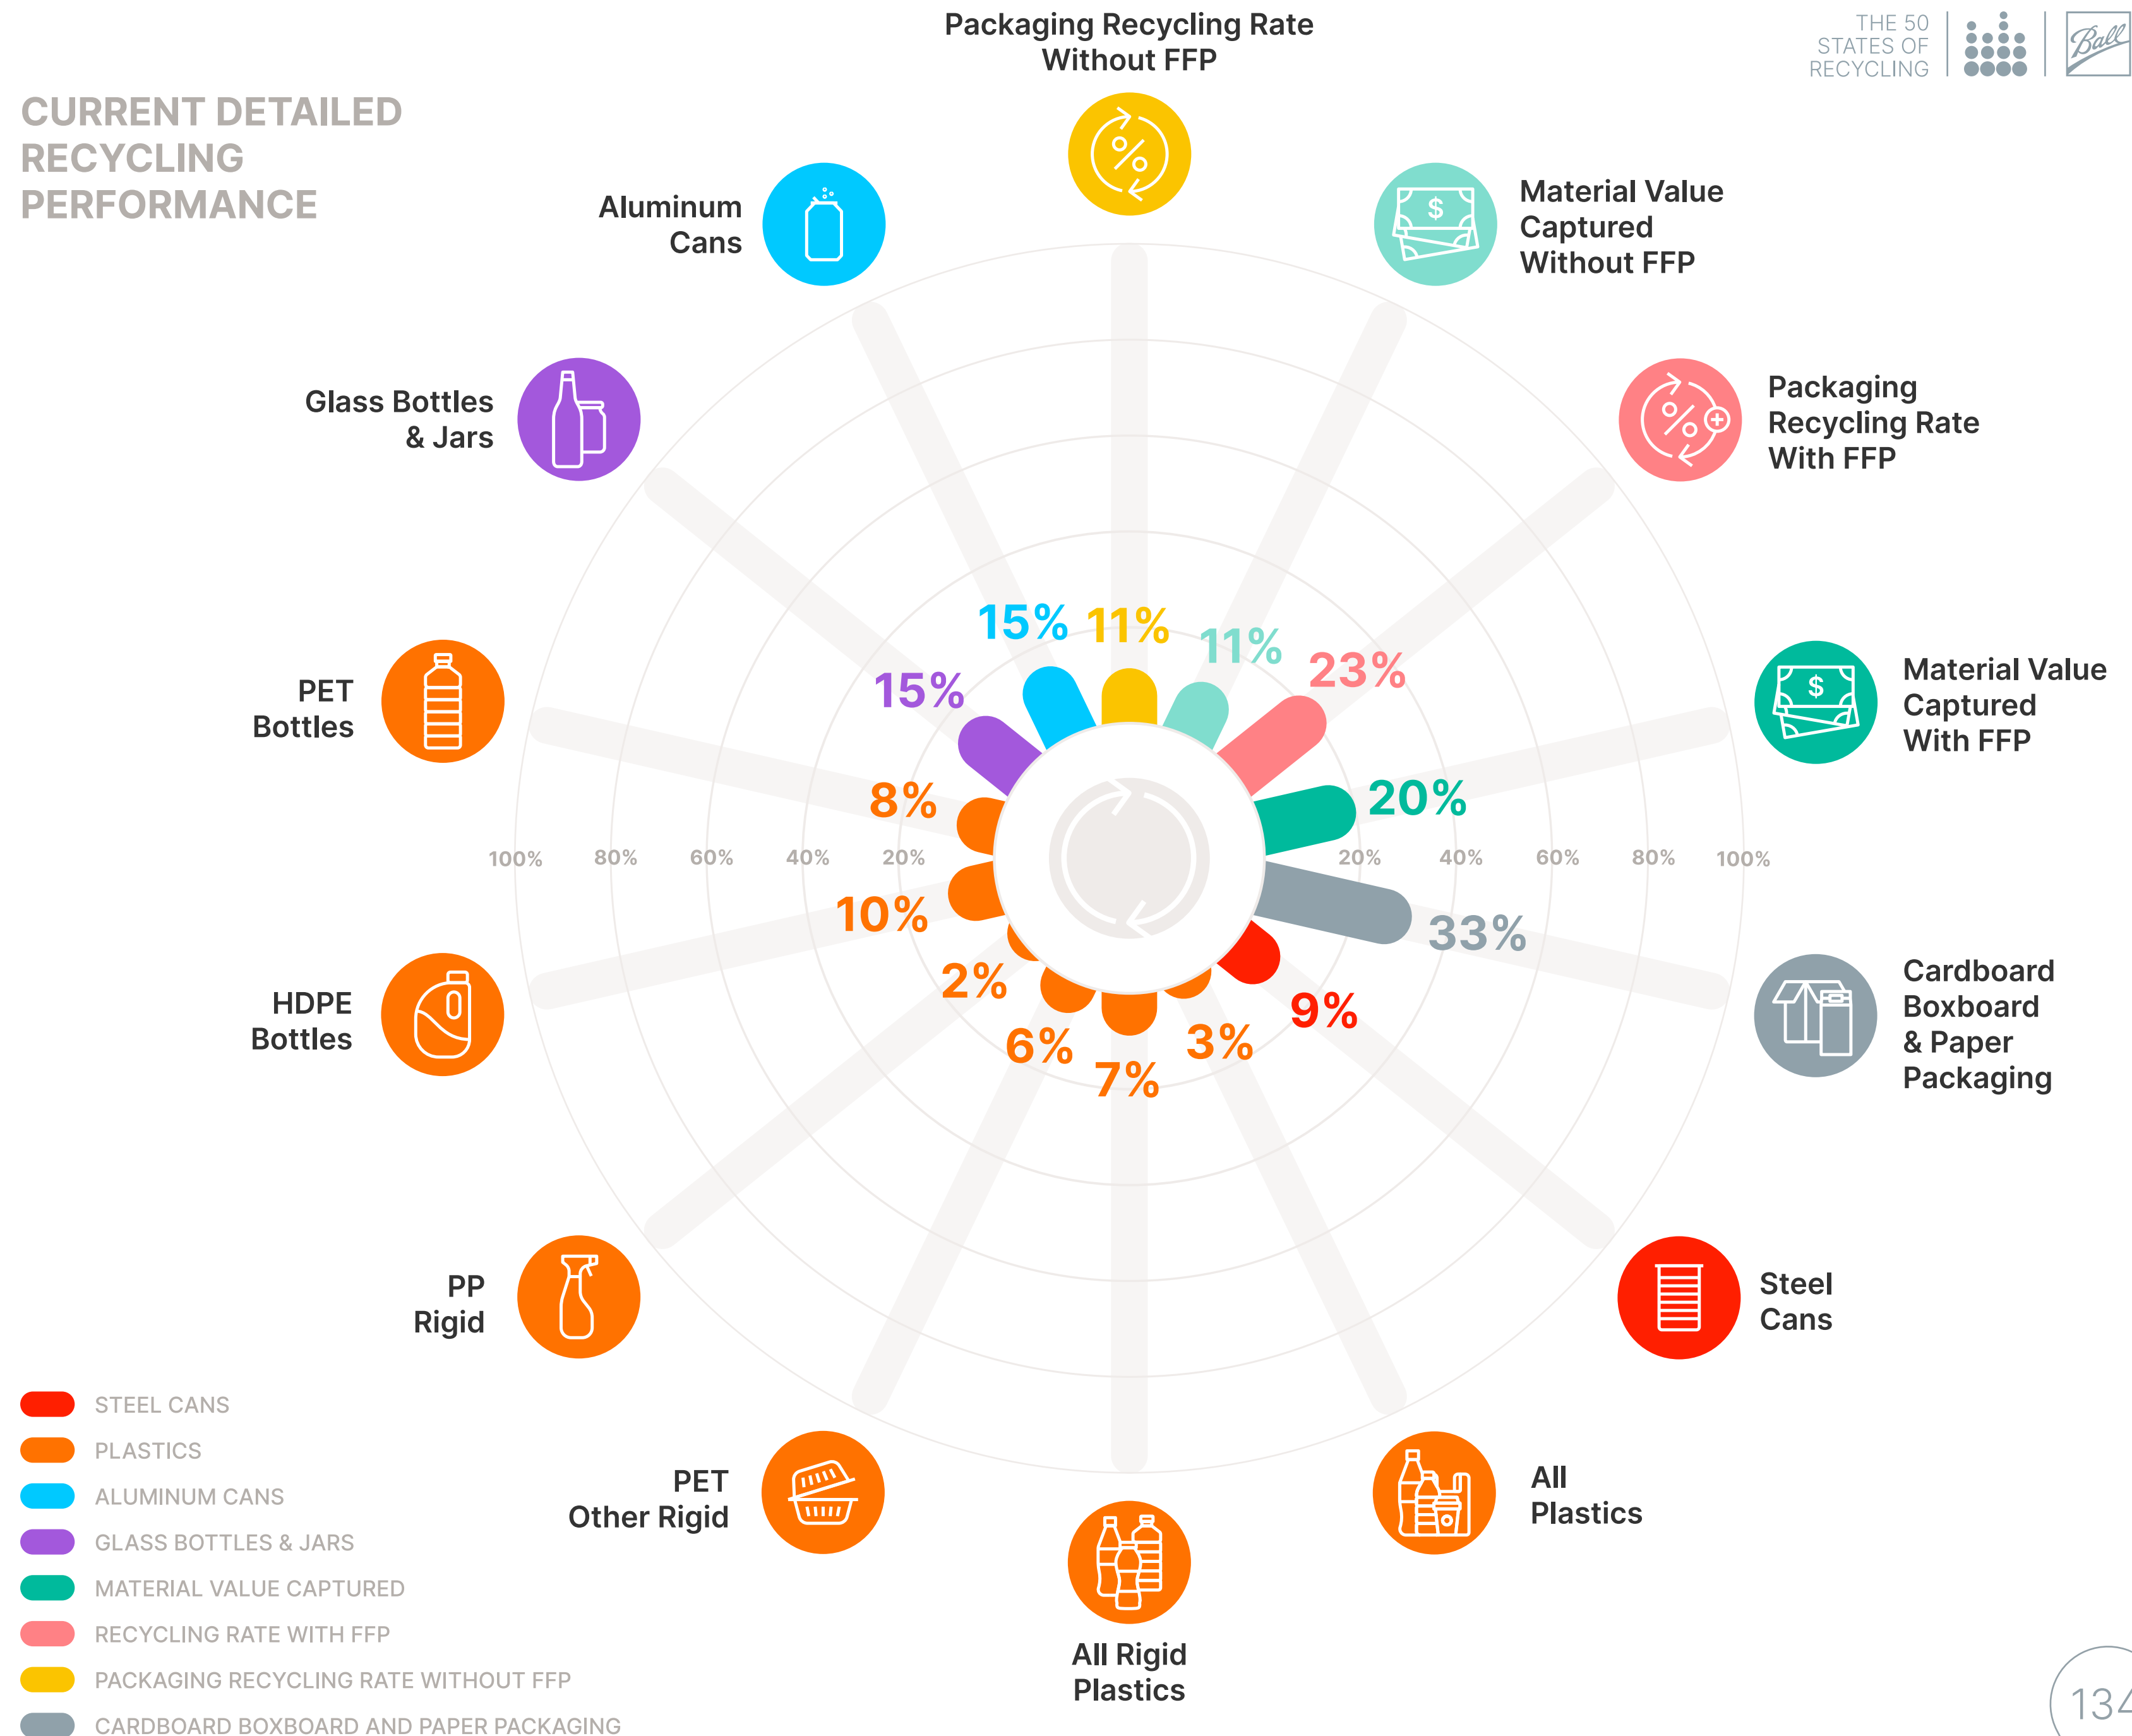 Packaging Recycling Rate
Without FFP
THE 50
STATES OF
RECYCLING
Ball
CURRENT DETAILED
RECYCLING
PERFORMANCE
Aluminum
Cans
$
Material Value
Captured
Without FFP
Glass Bottles
& Jars
Packaging
Recycling Rate
With FFP
PET
Bottles
$
Material Value
Captured
With FFP
15%
11%
11%
23%
15%
8%
20%
100%
80%
60%
40%
20%
20%
40%
60%
80%
100%
10%
33%
2%
9%
6%
7%
3%
HDPE
Bottles
Cardboard
Boxboard
& Paper
Packaging
PP
Rigid
Steel
Cans
PET
Other Rigid
All
Plastics
All Rigid
Plastics
STEEL CANS
PLASTICS
ALUMINUM CANS
GLASS BOTTLES & JARS
MATERIAL VALUE CAPTURED
RECYCLING RATE WITH FFP
PACKAGING RECYCLING RATE WITHOUT FFP
CARDBOARD BOXBOARD AND PAPER PACKAGING
134